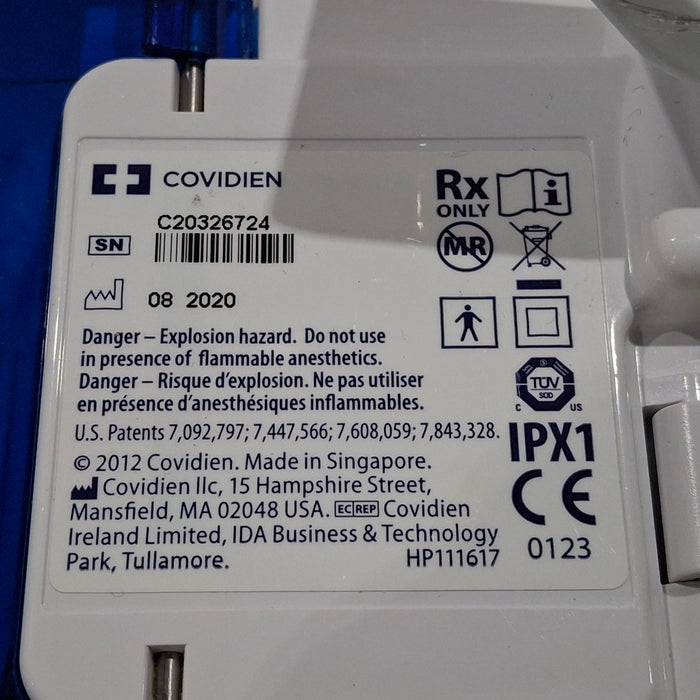 COVIDIEN
C20326724
SN
08 2020
Danger – Explosion hazard. Do not use
in presence of flammable anesthetics.
Danger – Risque d'explosion. Ne pas utiliser
en présence d'anesthésiques inflammables.
U.S. Patents 7,092,797; 7,447,566; 7,608,059; 7,843,328.
© 2012 Covidien. Made in Singapore.
Covidien llc, 15 Hampshire Street,
Mansfield, MA 02048 USA. EC REP Covidien
Ireland Limited, IDA Business & Technology
Park, Tullamore. HP111617
Rx
ONLY
i
MR
TÜV
SÜD
C US
IPX1
CE
0123